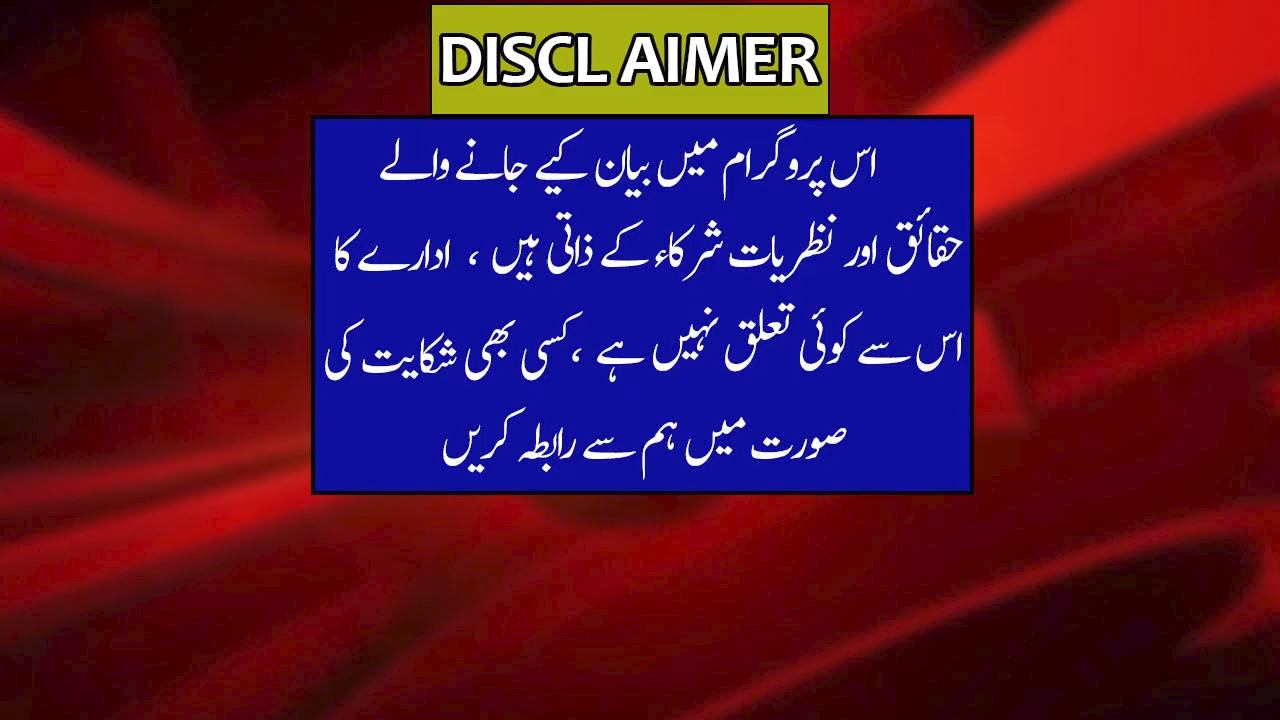 DISCL AIMER
اس پروگرام میں بیان کیے جانے والے
حقائق اور نظریات شرکاء کے ذاتی ہیں ، ادارے کا
اس سے کوئی تعلق نہیں ہے ،کسی بھی شکایت کی
صورت میں ہم سے رابطہ کریں